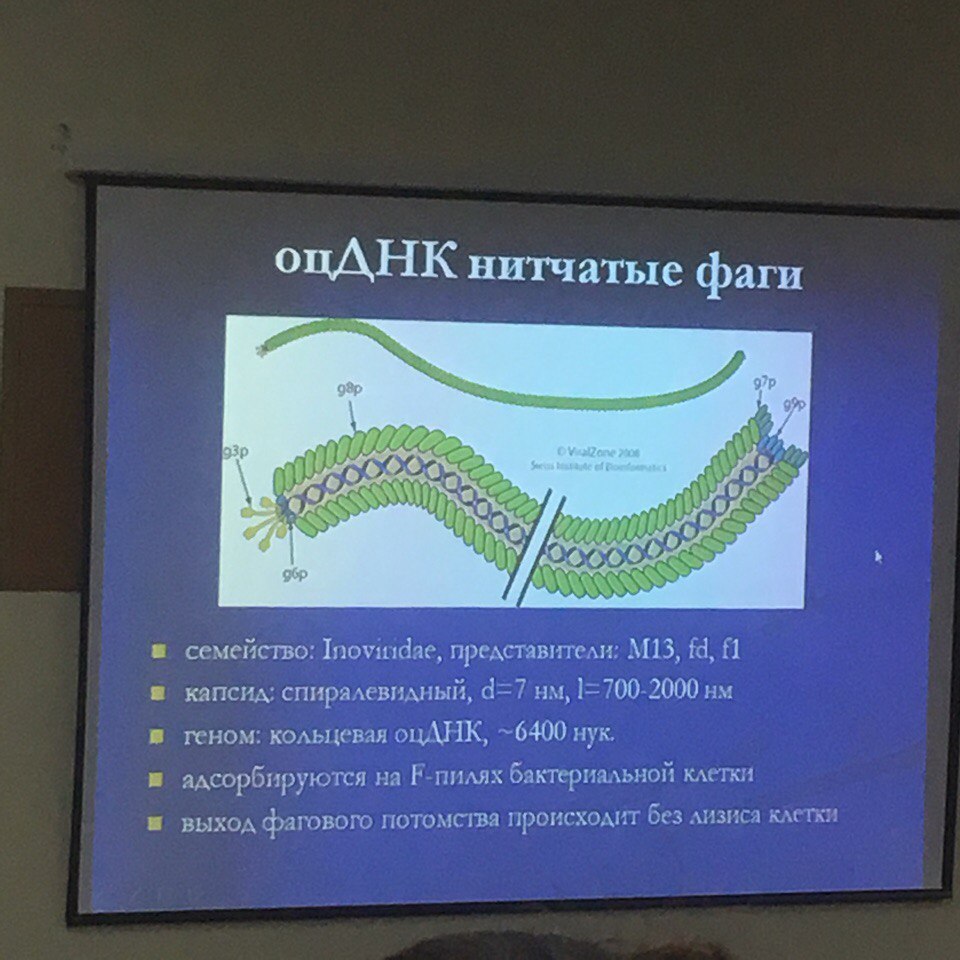 оцДНК нитчатые фаги
g7p
g8p
g9p
g3p
© ViralZone 2008
Swiss Institute of Bioinformatics
g6p
семейство: Inoviridae, представители: M13, fd, f1
капсид: спиралевидный, d=7 нм, l=700-2000 нм
геном: кольцевая оцДНК, ~6400 нук.
адсорбируются на F-пилях бактериальной клетки
выход фагового потомства происходит без лизиса клетки